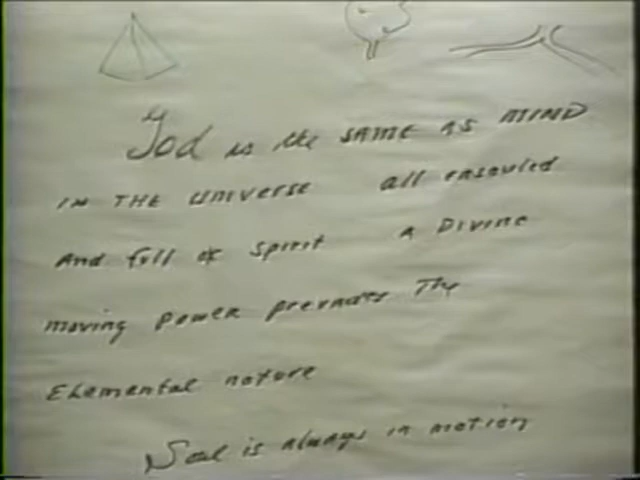 God is the SAME AS MIND
IN THE UNIVERSE all ensouled
And full of Spirit A Divine
moving power prevades The
Elemental nature
Soul is always in motion